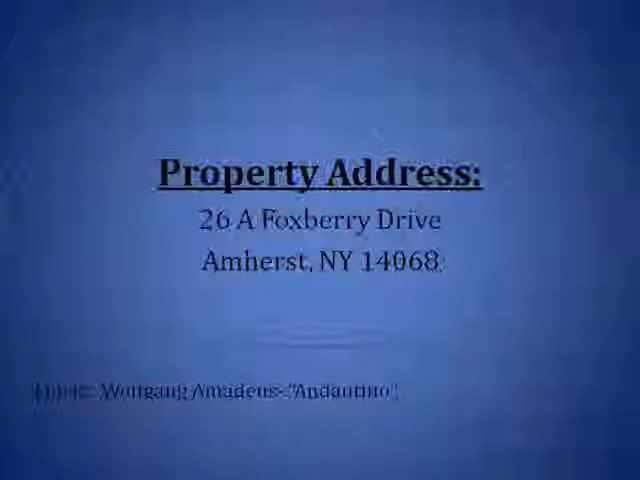 Property Address:
26 A Foxberry Drive
Amherst, NY 14068
Wolfgang Amadeus- "Andantino"